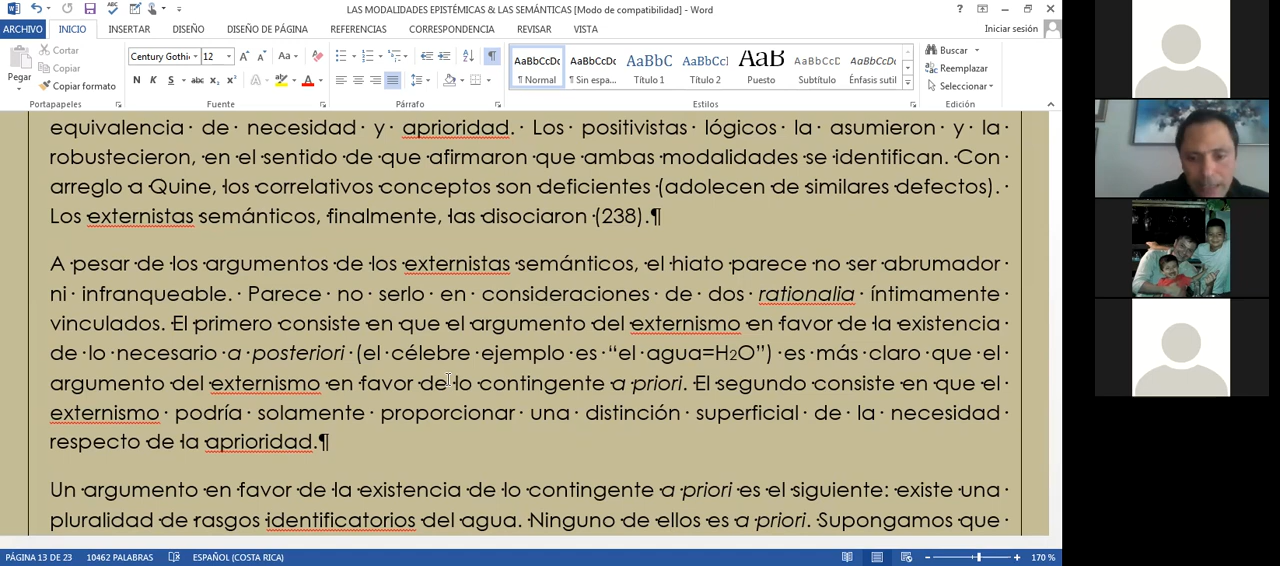 LAS MODALIDADES EPISTÉMICAS & LAS SEMÁNTICAS [Modo de compatibilidad] - Word
ARCHIVO INICIO INSERTAR DISEÑO DISEÑO DE PÁGINA REFERENCIAS CORRESPONDENCIA REVISAR VISTA Iniciar sesión
Cortar
Copiar
Copiar formato
Pegar
Portapapeles
Century Gothi 12
N K S abc x₂ x²
Fuente
Párrafo
AaBbCcDc AaBbCcDc AaBbC AaBbCcI AaB AaBbCcD AaBbCcDc
¶ Normal ¶ Sin espa... Título 1 Título 2 Puesto Subtítulo Énfasis sutil
Estilos
Buscar
Reemplazar
Seleccionar
Edición
equivalencia de necesidad y aprioridad. Los positivistas lógicos la asumieron y la
robustecieron, en el sentido de que afirmaron que ambas modalidades se identifican. Con
arreglo a Quine, los correlativos conceptos son deficientes (adolecen de similares defectos).
Los externistas semánticos, finalmente, las disociaron (238).¶
A pesar de los argumentos de los externistas semánticos, el hiato parece no ser abrumador
ni infranqueable. Parece no serlo en consideraciones de dos rationalia íntimamente
vinculados. El primero consiste en que el argumento del externismo en favor de la existencia
de lo necesario a posteriori (el célebre ejemplo es “el agua=H2O”) es más claro que el
argumento del externismo en favor de lo contingente a priori. El segundo consiste en que el
externismo podría solamente proporcionar una distinción superficial de la necesidad
respecto de la aprioridad.¶
Un argumento en favor de la existencia de lo contingente a priori es el siguiente: existe una
pluralidad de rasgos identificatorios del agua. Ninguno de ellos es a priori. Supongamos que
PÁGINA 13 DE 23 10462 PALABRAS ESPAÑOL (COSTA RICA) 170 %